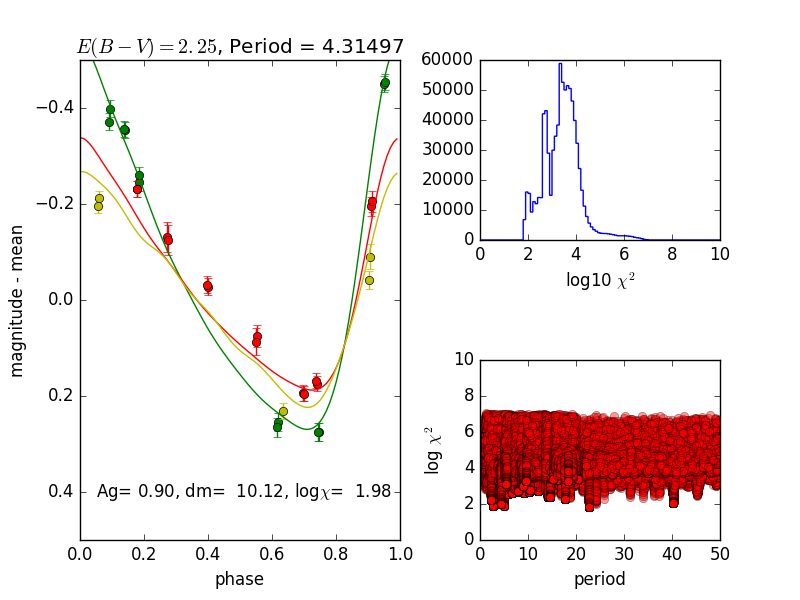 E(B − V) = 2.25, Period = 4.31497
−0.4
−0.2
0.0
0.2
0.4
magnitude - mean
Ag= 0.90, dm= 10.12, logχ= 1.98
0.0 0.2 0.4 0.6 0.8 1.0
phase
60000
50000
40000
30000
20000
10000
0
0 2 4 6 8 10
log10 χ²
10
8
6
4
2
0
log χ²
0 10 20 30 40 50
period